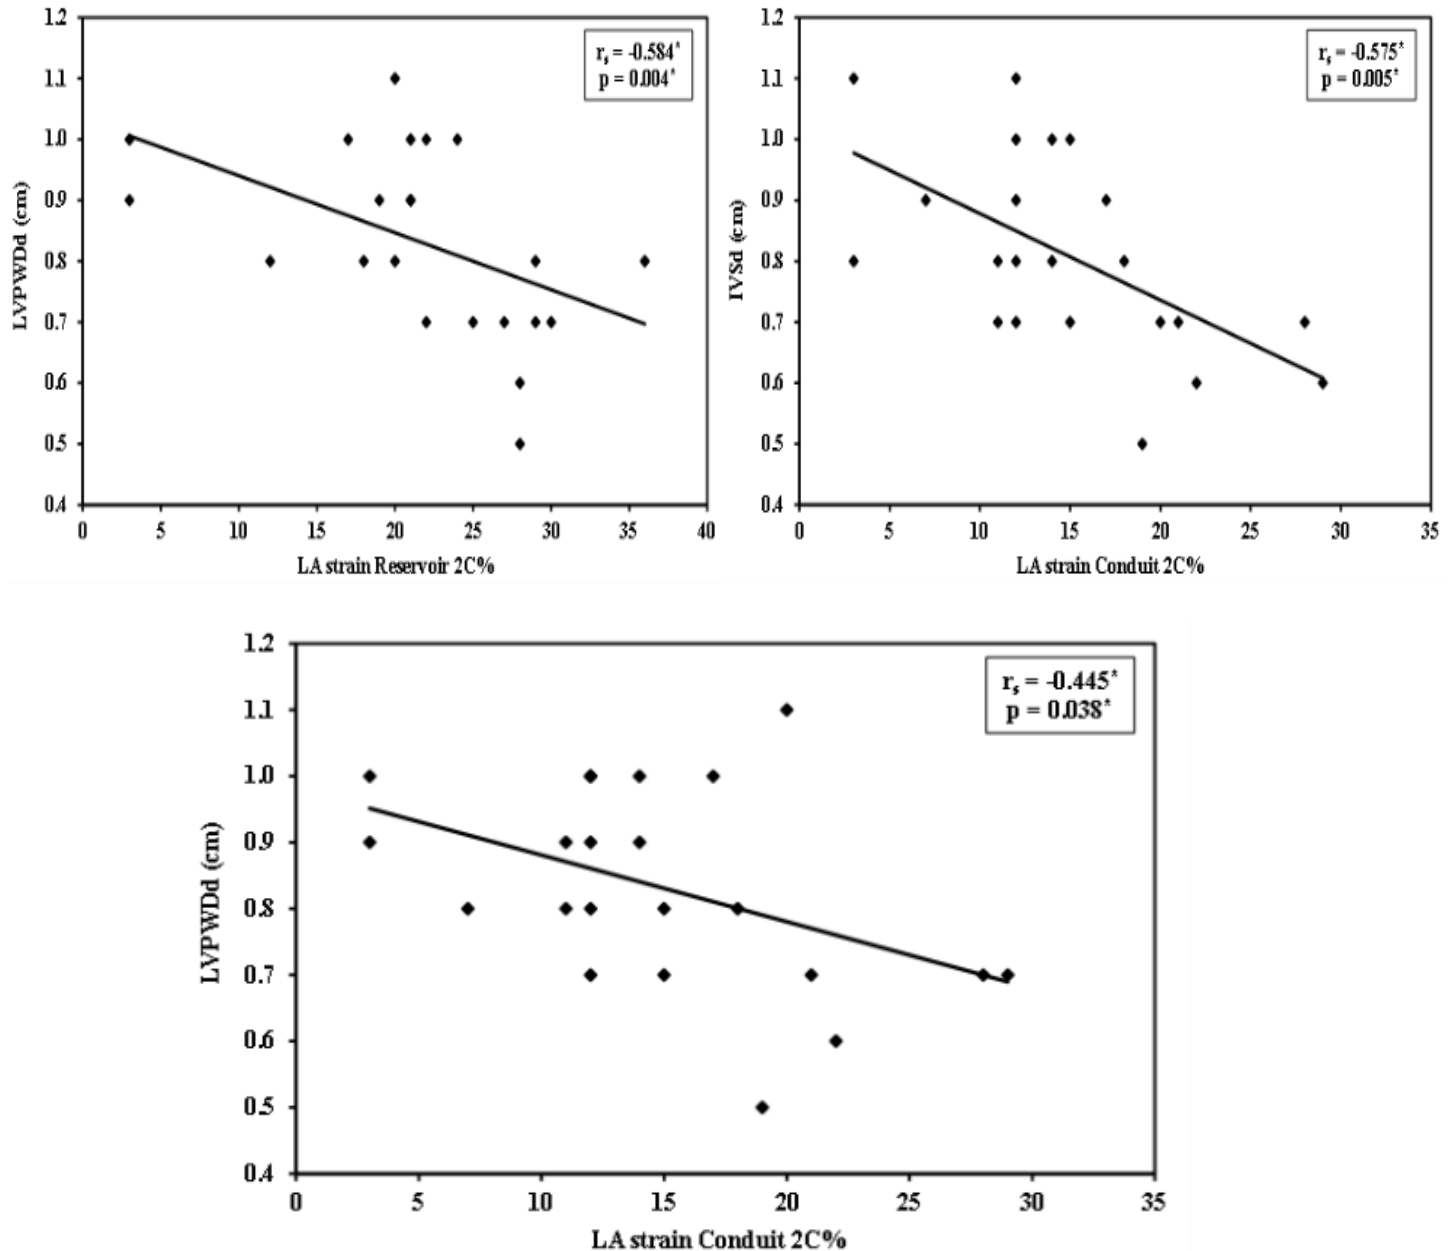 1.2
1.1
1.0
0.9
0.8
0.7
0.6
0.5
0.4
LVPWDd (cm)
rs = -0.584*
p = 0.004*
0 5 10 15 20 25 30 35 40
LA strain Reservoir 2C%
1.2
1.1
1.0
0.9
0.8
0.7
0.6
0.5
0.4
IVSd (cm)
rs = -0.575*
p = 0.005*
0 5 10 15 20 25 30 35
LA strain Conduit 2C%
1.2
1.1
1.0
0.9
0.8
0.7
0.6
0.5
0.4
LVPWDd (cm)
rs = -0.445*
p = 0.038*
0 5 10 15 20 25 30 35
LA strain Conduit 2C%